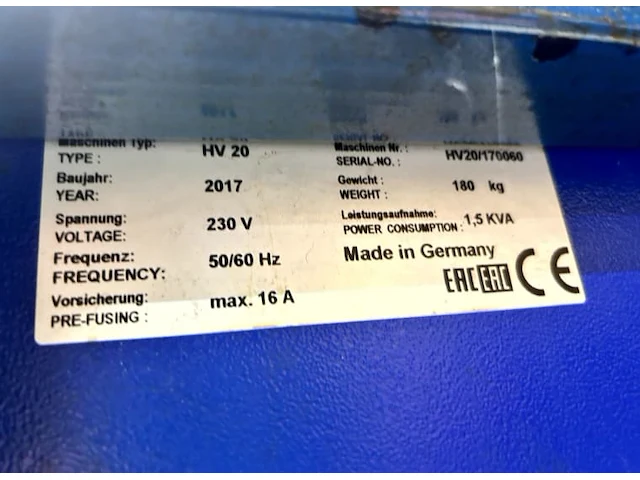 Maschinen Typ: HV 20 Maschinen Nr.: HV20/170060
TYPE : SERIAL-NO. :
Baujahr: 2017 Gewicht : 180 kg
YEAR: WEIGHT :
Spannung: 230 V Leistungsaufnahme: 1,5 KVA
VOLTAGE: POWER CONSUMPTION :
Frequenz: 50/60 Hz Made in Germany
FREQUENCY:
Vorsicherung: max. 16 A EAC EAC CE
PRE-FUSING :